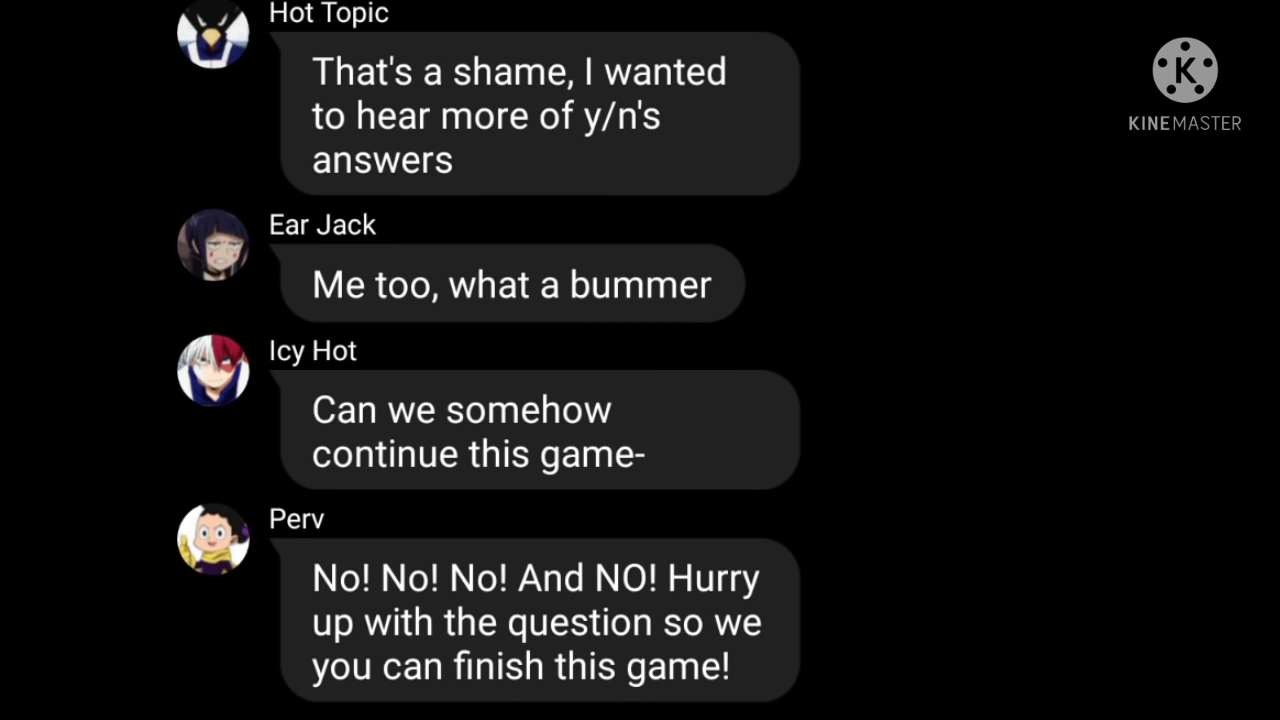 Hot Topic
That's a shame, I wanted
to hear more of y/n's
answers
KINEMASTER
Ear Jack
Me too, what a bummer
Icy Hot
Can we somehow
continue this game-
Perv
No! No! No! And NO! Hurry
up with the question so we
you can finish this game!